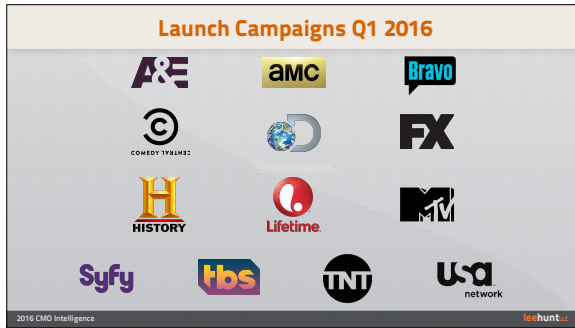 Launch Campaigns Q1 2016
A&E
aMC
Bravo
COMEDY CENTRAL
D
FX
H
HISTORY
Lifetime
MTV
Syfy
tbs
TNT
USA
network
2016 CMO Intelligence
leehunt LLC